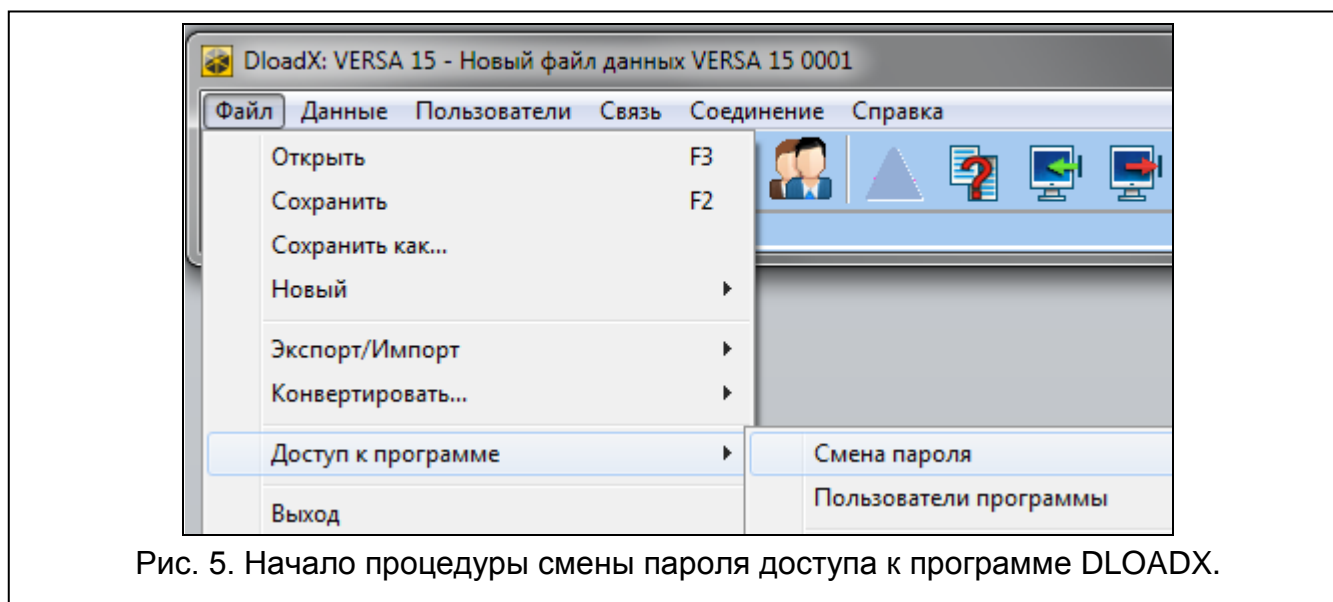 DloadX: VERSA 15 - Новый файл данных VERSA 15 0001
Файл Данные Пользователи Связь Соединение Справка
Открыть F3
Сохранить F2
Сохранить как...
Новый
Экспорт/Импорт
Конвертировать...
Доступ к программе Смена пароля
Пользователи программы
Выход
Рис. 5. Начало процедуры смены пароля доступа к программе DLOADX.